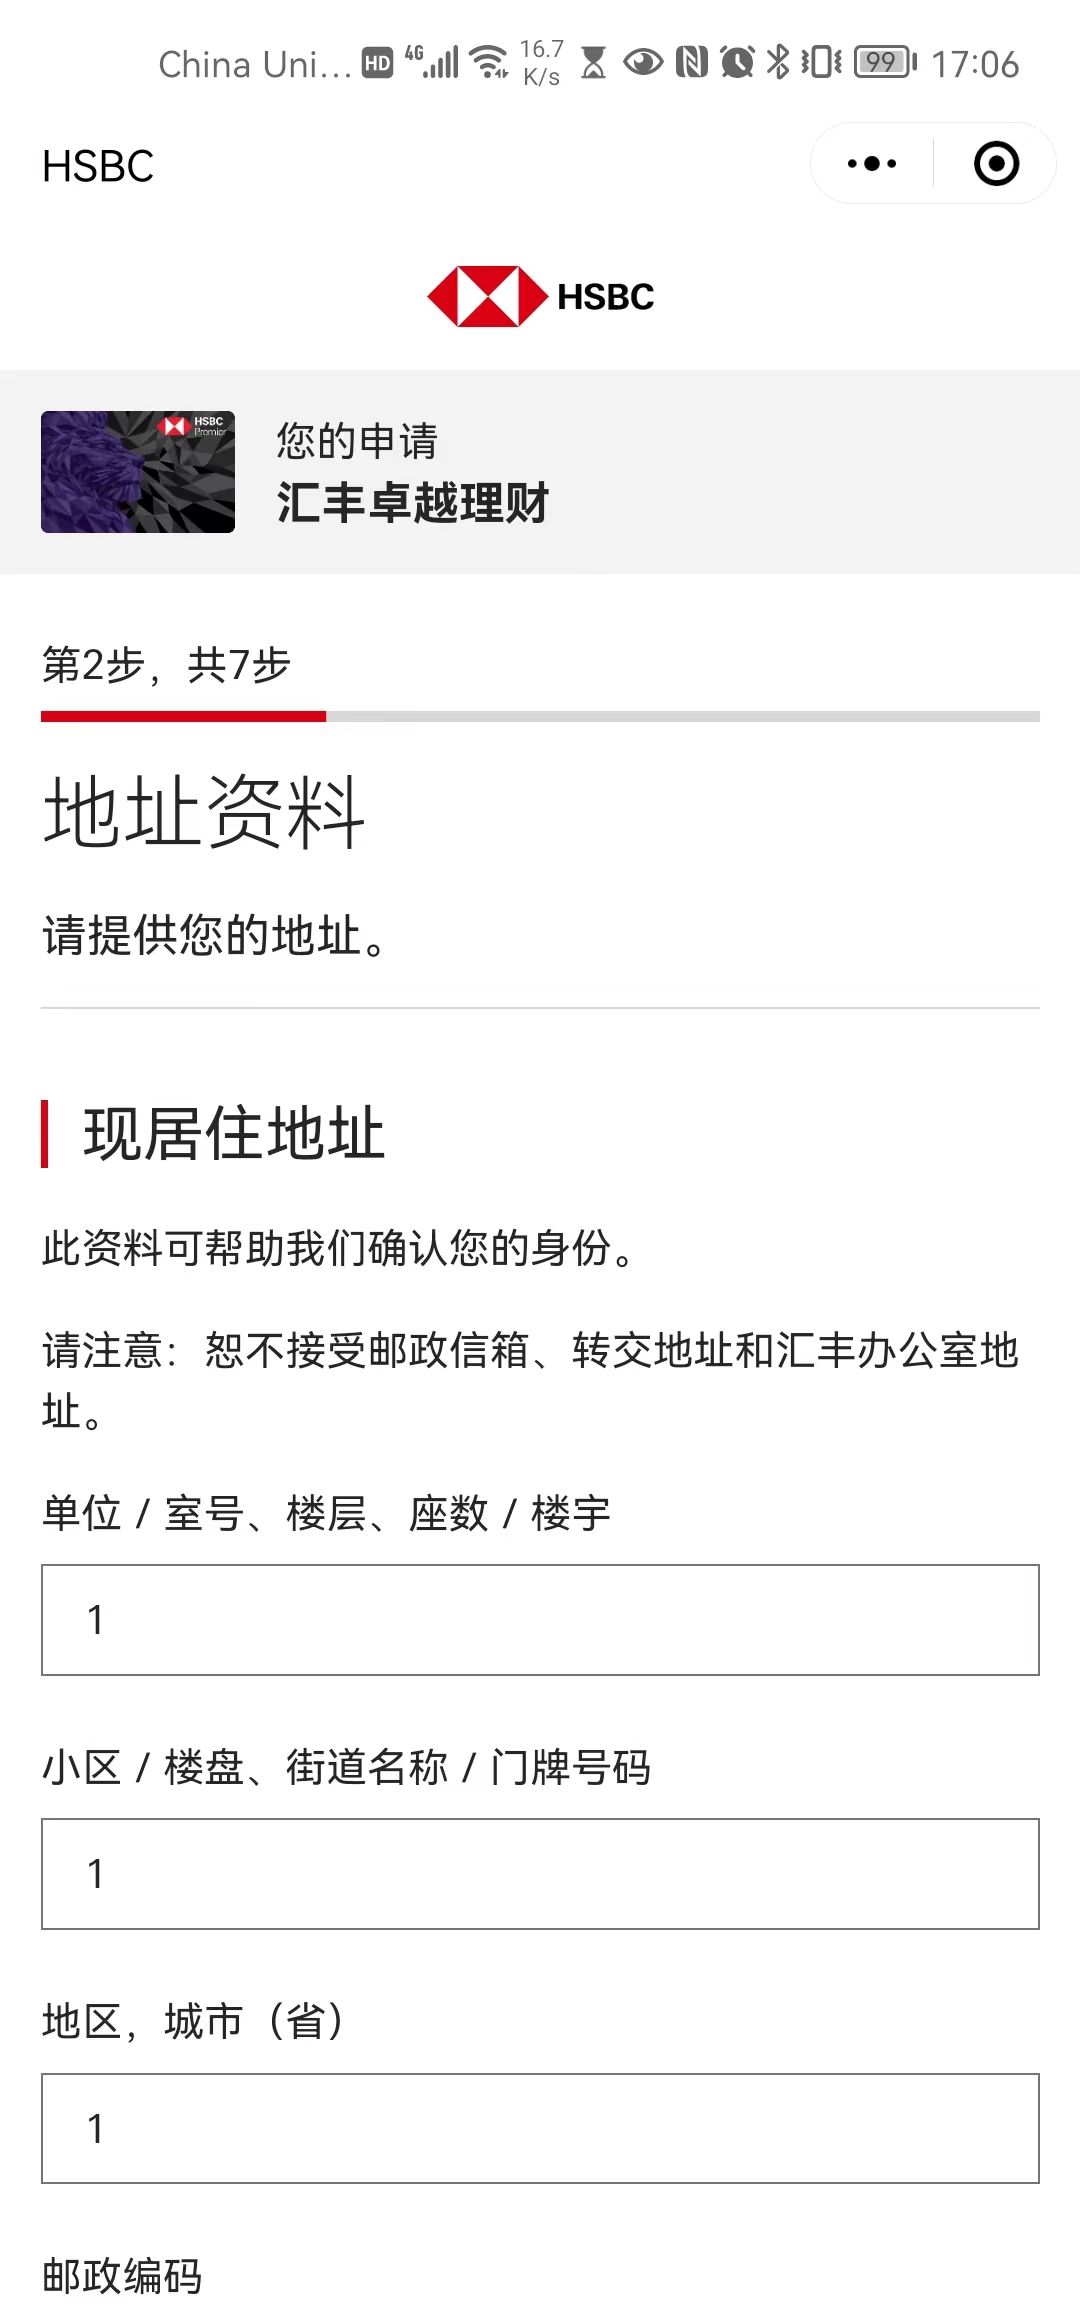 China Uni... HD 4G 16.7 K/s 99 17:06
HSBC
HSBC
HSBC
Premier
您的申请
汇丰卓越理财
第2步，共7步
地址资料
请提供您的地址。
现居住地址
此资料可帮助我们确认您的身份。
请注意：恕不接受邮政信箱、转交地址和汇丰办公室地
址。
单位 / 室号、楼层、座数 / 楼宇
1
小区 / 楼盘、街道名称 / 门牌号码
1
地区，城市（省）
1
邮政编码